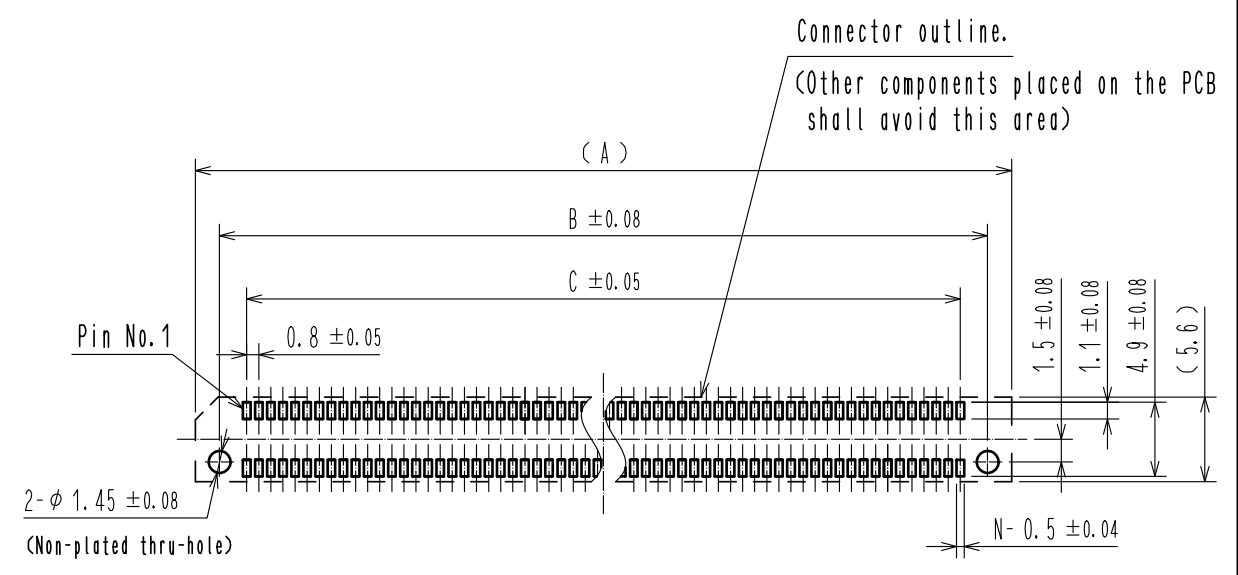 Connector outline.
(Other components placed on the PCB
shall avoid this area)
(A)
B ±0.08
C ±0.05
Pin No.1
0.8 ±0.05
1.5 ±0.08
1.1 ±0.08
4.9 ±0.08
(5.6)
2-φ 1.45 ±0.08
(Non-plated thru-hole)
N- 0.5 ±0.04